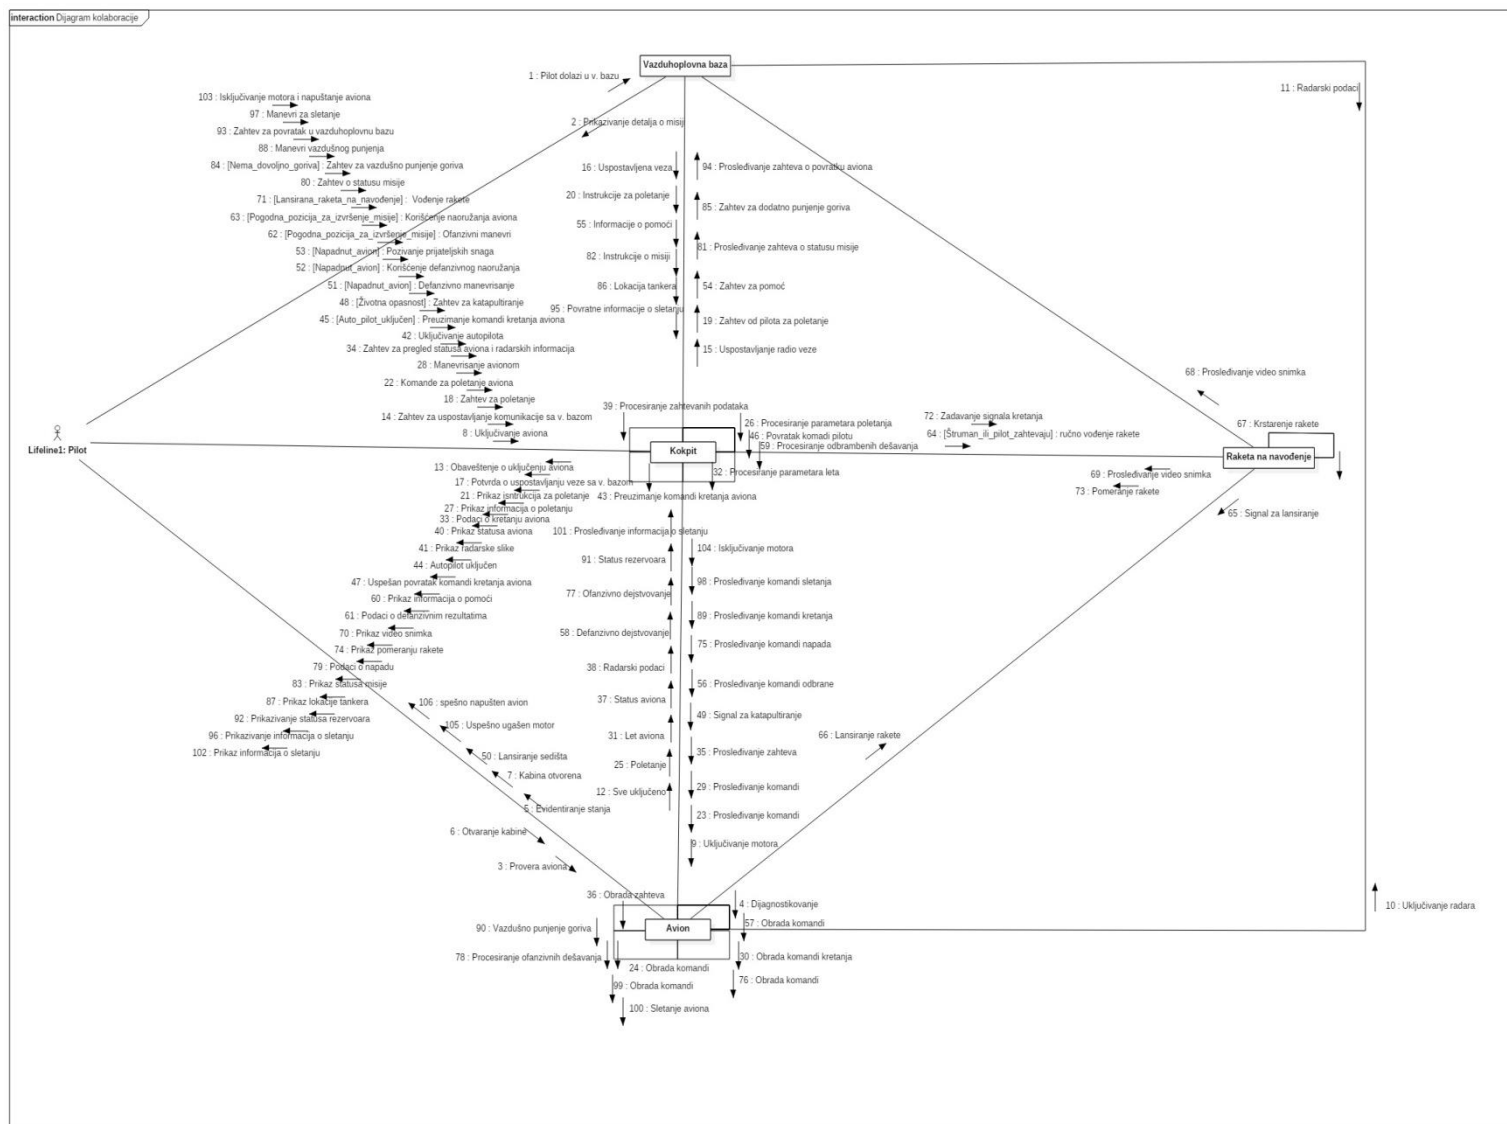 interaction Dijagram kolaboracije
Vazduhoplovna baza
1 : Pilot dolazi u v. bazu
11 : Radarski podaci
103 : Isključivanje motora i napuštanje aviona
97 : Manevri za sletanje
93 : Zahtev za povratak u vazduhoplovnu bazu
88 : Manevri vazdušnog punjenja
84 : [Nema_dovoljno_goriva] : Zahtev za vazdušno punjenje goriva
80 : Zahtev o statusu misije
71 : [Lansirana_raketa_na_navođenje] : Vođenje rakete
63 : [Pogodna_pozicija_za_izvršenje_misije] : Korišćenje naoružanja aviona
62 : [Pogodna_pozicija_za_izvršenje_misije] : Ofanzivni manevri
53 : [Napadnut_avion] : Pozivanje prijateljskih snaga
52 : [Napadnut_avion] : Korišćenje defanzivnog naoružanja
51 : [Napadnut_avion] : Defanzivno manevrisanje
48 : [Životna opasnost] : Zahtev za katapultiranje
45 : [Auto_pilot_uključen] : Preuzimanje komandi kretanja aviona
42 : Uključivanje autopilota
34 : Zahtev za pregled statusa aviona i radarskih informacija
28 : Manevrisanje avionom
22 : Komande za poletanje aviona
18 : Zahtev za poletanje
14 : Zahtev za uspostavljanje komunikacije sa v. bazom
8 : Uključivanje aviona
2 : Prikazivanje detalja o misiji
16 : Uspostavljena veza
20 : Instrukcije za poletanje
55 : Informacije o pomoći
82 : Instrukcije o misiji
86 : Lokacija tankera
95 : Povratne informacije o sletanju
94 : Prosleđivanje zahteva o povratku aviona
85 : Zahtev za dodatno punjenje goriva
81 : Prosleđivanje zahteva o statusu misije
54 : Zahtev za pomoć
19 : Zahtev od pilota za poletanje
15 : Uspostavljanje radio veze
68 : Prosleđivanje video snimka
39 : Procesiranje zahtevanih podataka
26 : Procesiranje parametara poletanja
46 : Povratak komadi pilotu
59 : Procesiranje odbrambenih dešavanja
72 : Zadavanje signala kretanja
64 : [Štruman_ili_pilot_zahtevaju] : ručno vođenje rakete
67 : Krstarenje rakete
Lifeline1: Pilot
Kokpit
Raketa na navođenje
32 : Procesiranje parametara leta
43 : Preuzimanje komandi kretanja aviona
69 : Prosleđivanje video snimka
73 : Pomeranje rakete
65 : Signal za lansiranje
13 : Obaveštenje o uključenju aviona
17 : Potvrda o uspostavljanju veze sa v. bazom
21 : Prikaz isntrukcija za poletanje
27 : Prikaz informacija o poletanju
33 : Podaci o kretanju aviona
40 : Prikaz statusa aviona
41 : Prikaz radarske slike
44 : Autopilot uključen
47 : Uspešan povratak komandi kretanja aviona
60 : Prikaz informacija o pomoći
61 : Podaci o defanzivnim rezultatima
70 : Prikaz video snimka
74 : Prikaz pomeranju rakete
79 : Podaci o napadu
83 : Prikaz statusa misije
87 : Prikaz lokacije tankera
92 : Prikazivanje statusa rezervoara
96 : Prikazivanje informacija o sletanju
102 : Prikaz informacija o sletanju
101 : Prosleđivanje informacija o sletanju
91 : Status rezervoara
77 : Ofanzivno dejstvovanje
58 : Defanzivno dejstvovanje
38 : Radarski podaci
37 : Status aviona
31 : Let aviona
25 : Poletanje
12 : Sve uključeno
104 : Isključivanje motora
98 : Prosleđivanje komandi sletanja
89 : Prosleđivanje komandi kretanja
75 : Prosleđivanje komandi napada
56 : Prosleđivanje komandi odbrane
49 : Signal za katapultiranje
35 : Prosleđivanje zahteva
29 : Prosleđivanje komandi
23 : Prosleđivanje komandi
9 : Uključivanje motora
106 : spešno napušten avion
105 : Uspešno ugašen motor
50 : Lansiranje sedišta
7 : Kabina otvorena
5 : Evidentiranje stanja
6 : Otvaranje kabine
3 : Provera aviona
66 : Lansiranje rakete
36 : Obrada zahteva
4 : Dijagnostikovanje
57 : Obrada komandi
10 : Uključivanje radara
90 : Vazdušno punjenje goriva
Avion
78 : Procesiranje ofanzivnih dešavanja
24 : Obrada komandi
30 : Obrada komandi kretanja
99 : Obrada komandi
76 : Obrada komandi
100 : Sletanje aviona